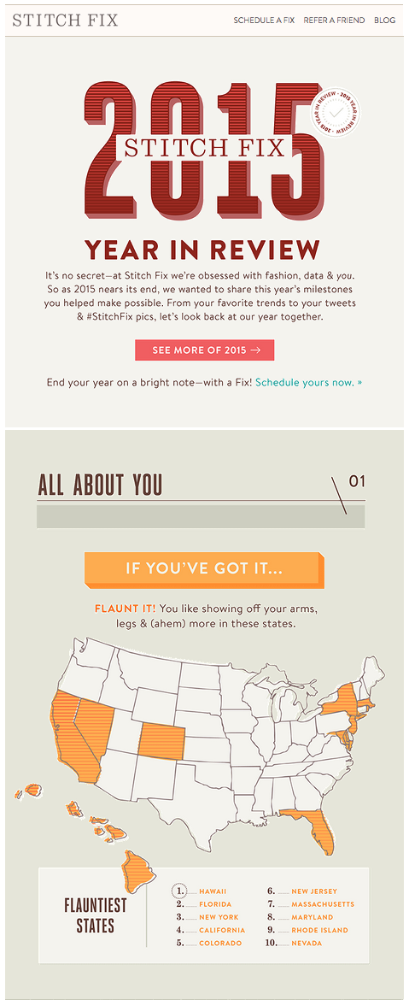 STITCH FIX
SCHEDULE A FIX REFER A FRIEND BLOG
2015
STITCH FIX
2015 YEAR IN REVIEW · 2015 YEAR IN REVIEW ·
YEAR IN REVIEW
It's no secret—at Stitch Fix we're obsessed with fashion, data & you.
So as 2015 nears its end, we wanted to share this year's milestones
you helped make possible. From your favorite trends to your tweets
& #StitchFix pics, let's look back at our year together.
SEE MORE OF 2015 →
End your year on a bright note—with a Fix! Schedule yours now. »
ALL ABOUT YOU
01
IF YOU'VE GOT IT...
FLAUNT IT! You like showing off your arms,
legs & (ahem) more in these states.
FLAUNTIEST
STATES
1. HAWAII
2. FLORIDA
3. NEW YORK
4. CALIFORNIA
5. COLORADO
6. NEW JERSEY
7. MASSACHUSETTS
8. MARYLAND
9. RHODE ISLAND
10. NEVADA